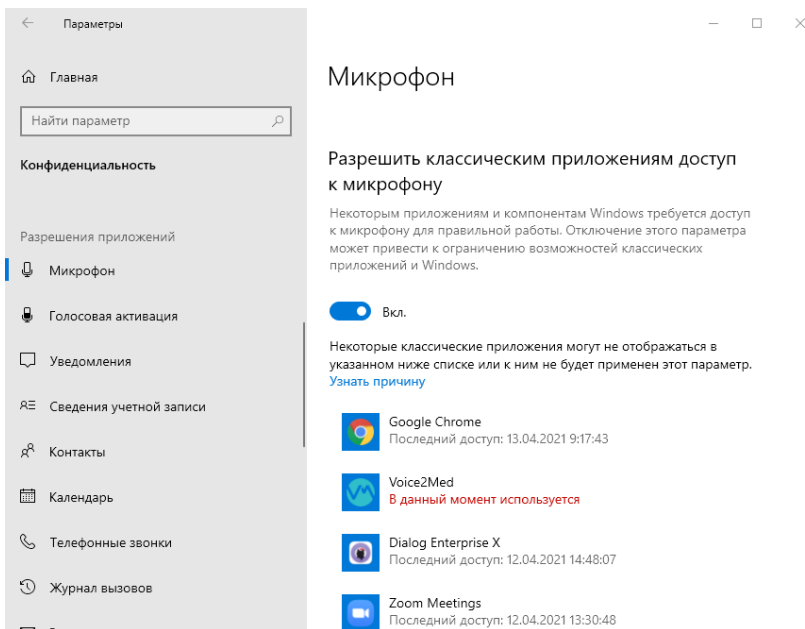 Параметры
Главная
Найти параметр
Конфиденциальность
Разрешения приложений
Микрофон
Голосовая активация
Уведомления
Сведения учетной записи
Контакты
Календарь
Телефонные звонки
Журнал вызовов
Микрофон
Разрешить классическим приложениям доступ
к микрофону
Некоторым приложениям и компонентам Windows требуется доступ
к микрофону для правильной работы. Отключение этого параметра
может привести к ограничению возможностей классических
приложений и Windows.
Вкл.
Некоторые классические приложения могут не отображаться в
указанном ниже списке или к ним не будет применен этот параметр.
Узнать причину
Google Chrome
Последний доступ: 13.04.2021 9:17:43
Voice2Med
В данный момент используется
Dialog Enterprise X
Последний доступ: 12.04.2021 14:48:07
Zoom Meetings
Последний доступ: 12.04.2021 13:30:48